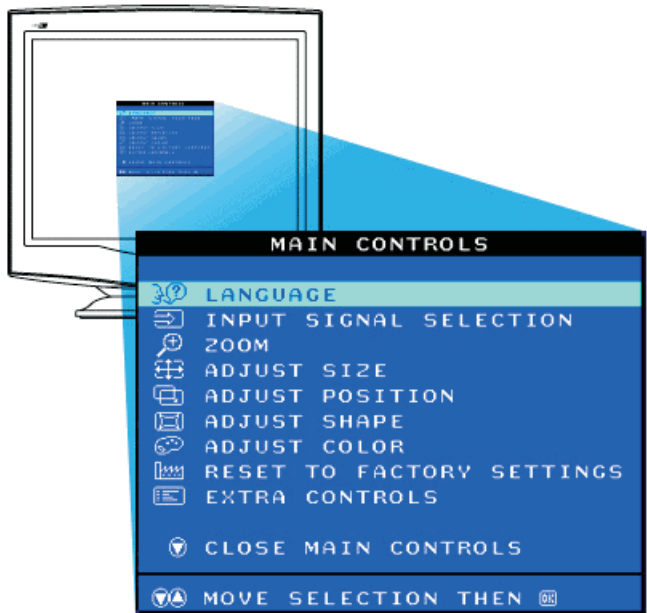 MAIN CONTROLS
LANGUAGE
INPUT SIGNAL SELECTION
ZOOM
ADJUST SIZE
ADJUST POSITION
ADJUST SHAPE
ADJUST COLOR
RESET TO FACTORY SETTINGS
EXTRA CONTROLS
CLOSE MAIN CONTROLS
MOVE SELECTION THEN OK